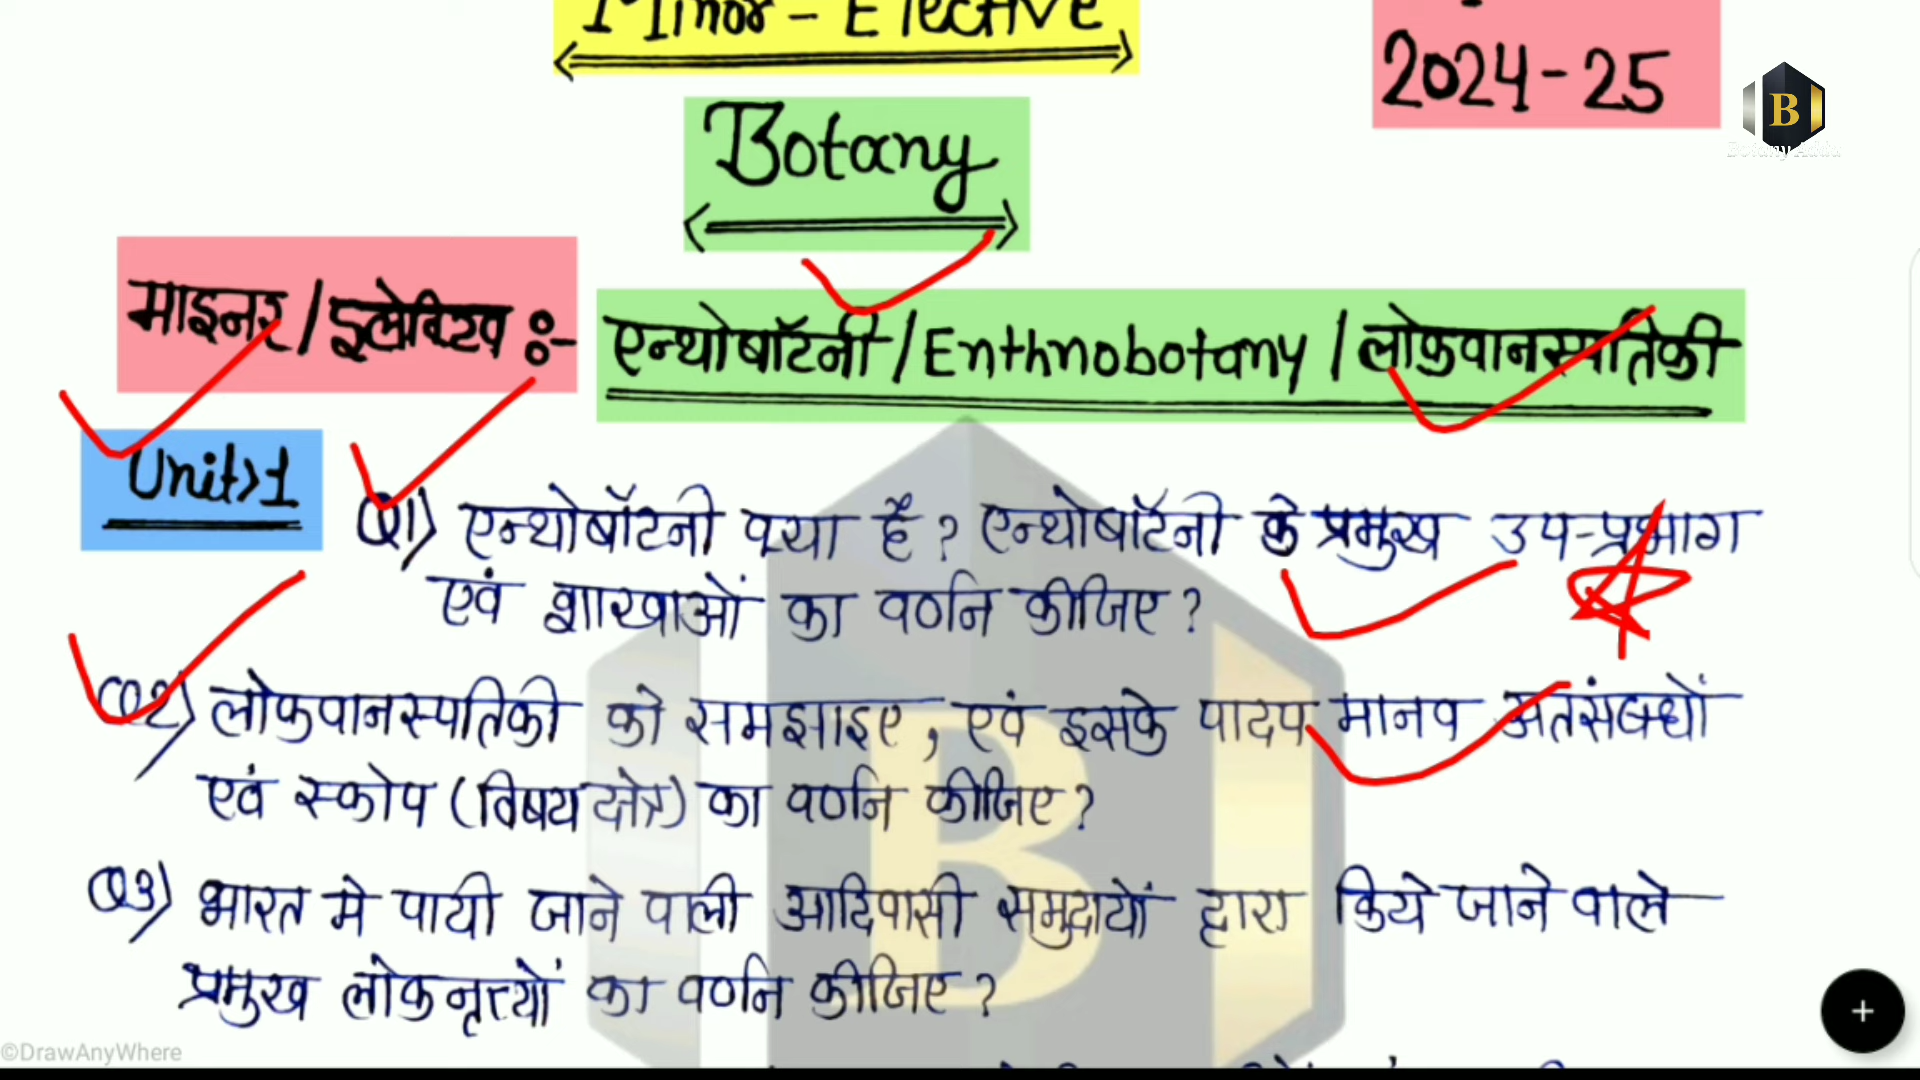 Minor - Elective
2024-25
B
Botany
माइनर/इलेक्टिव :-
एन्थोबॉटनी/Enthnobotany/लोकवानस्पतिकी
Unit>1
Q1) एन्थोबॉटनी क्या है? एन्थोबॉटनी के प्रमुख उप-प्रभाग
एवं शाखाओं का वर्णन कीजिए?
Q2) लोकवानस्पतिकी को समझाइए, एवं इसके पादप मानव अतसंबन्धों
एवं स्कोप (विषय क्षेत्र) का वर्णन कीजिए?
Q3) भारत मे पायी जाने वाली आदिवासी समुदायों द्वारा किये जाने वाले
प्रमुख लोकनृत्यों का वर्णन कीजिए?
©DrawAnyWhere